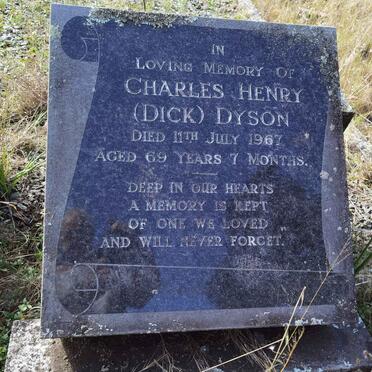 IN
LOVING MEMORY OF
CHARLES HENRY
(DICK) DYSON
DIED 11TH JULY 1967
AGED 69 YEARS 7 MONTHS.
DEEP IN OUR HEARTS
A MEMORY IS KEPT
OF ONE WE LOVED
AND WILL NEVER FORGET.